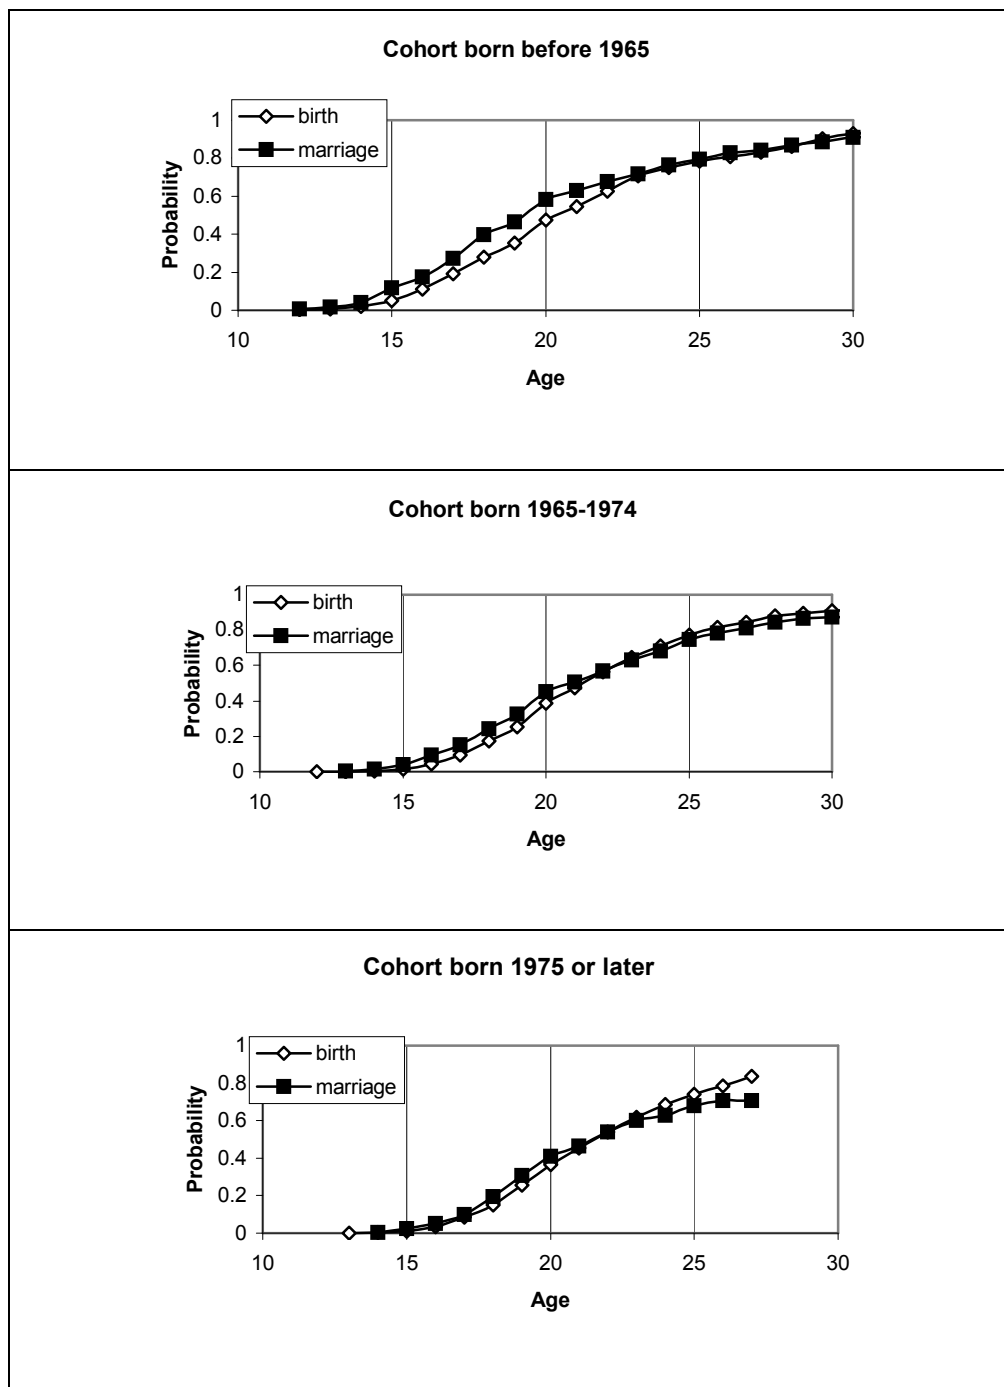 Cohort born before 1965
birth
marriage
1
0.8
0.6
0.4
0.2
0
Probability
10 15 20 25 30
Age
Cohort born 1965-1974
birth
marriage
1
0.8
0.6
0.4
0.2
0
Probability
10 15 20 25 30
Age
Cohort born 1975 or later
birth
marriage
1
0.8
0.6
0.4
0.2
0
Probability
10 15 20 25 30
Age